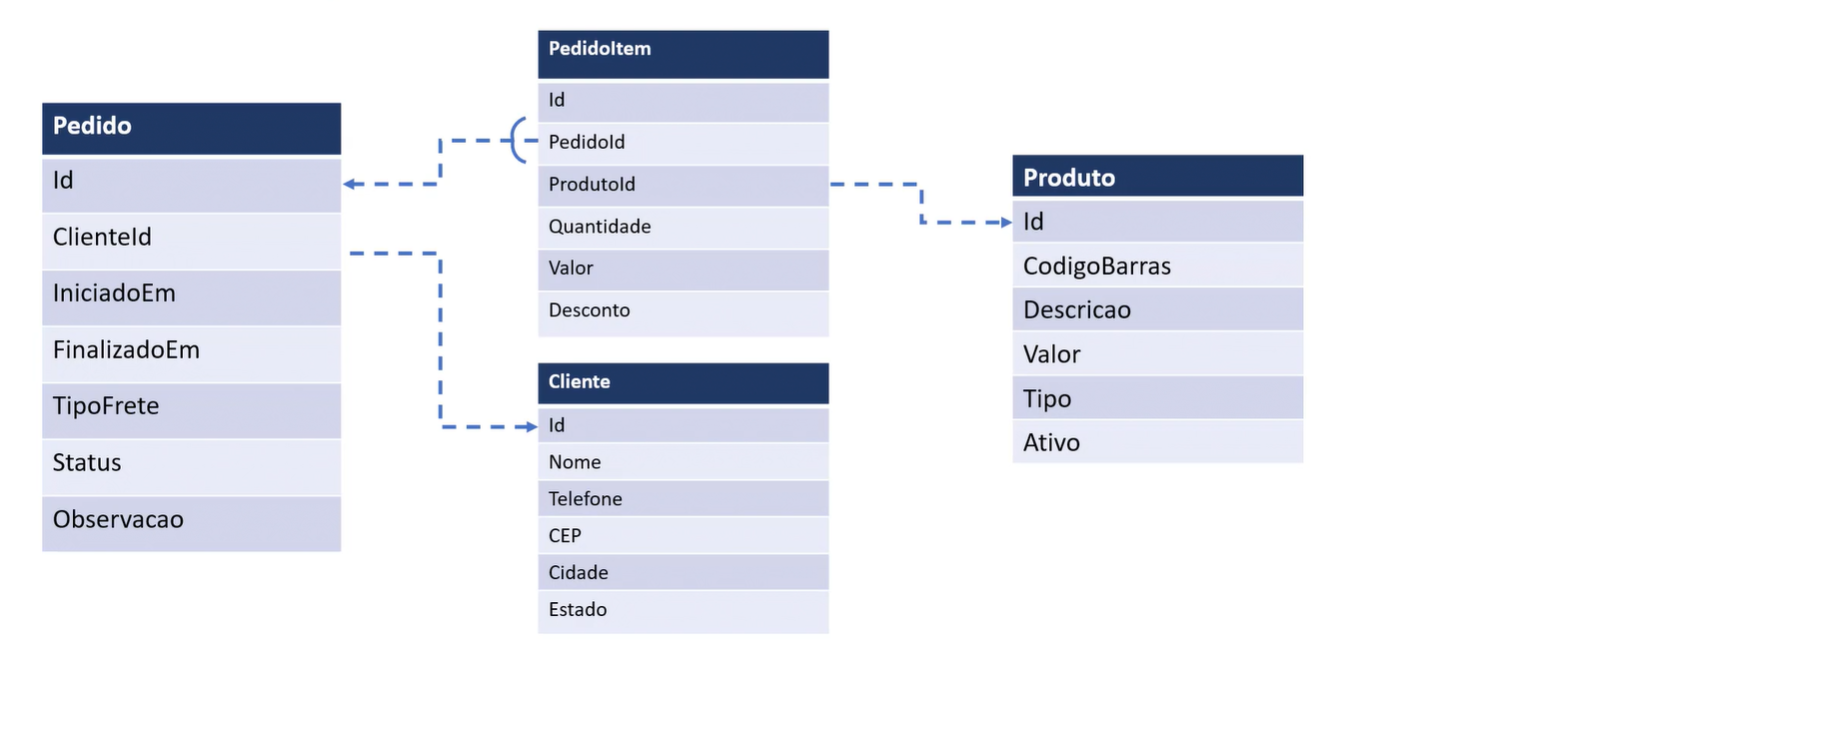 Pedido
Id
ClienteId
IniciadoEm
FinalizadoEm
TipoFrete
Status
Observacao
PedidoItem
Id
PedidoId
ProdutoId
Quantidade
Valor
Desconto
Cliente
Id
Nome
Telefone
CEP
Cidade
Estado
Produto
Id
CodigoBarras
Descricao
Valor
Tipo
Ativo